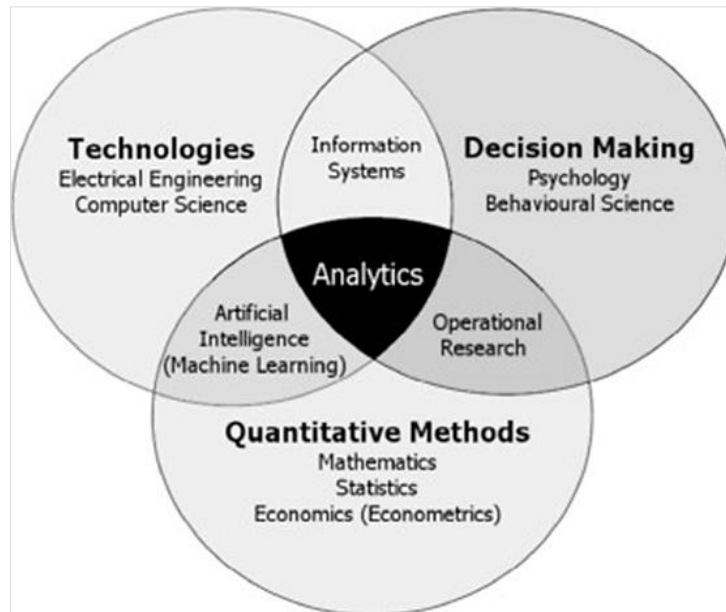 Technologies
Electrical Engineering
Computer Science
Information
Systems
Decision Making
Psychology
Behavioural Science
Analytics
Artificial
Intelligence
(Machine Learning)
Operational
Research
Quantitative Methods
Mathematics
Statistics
Economics (Econometrics)